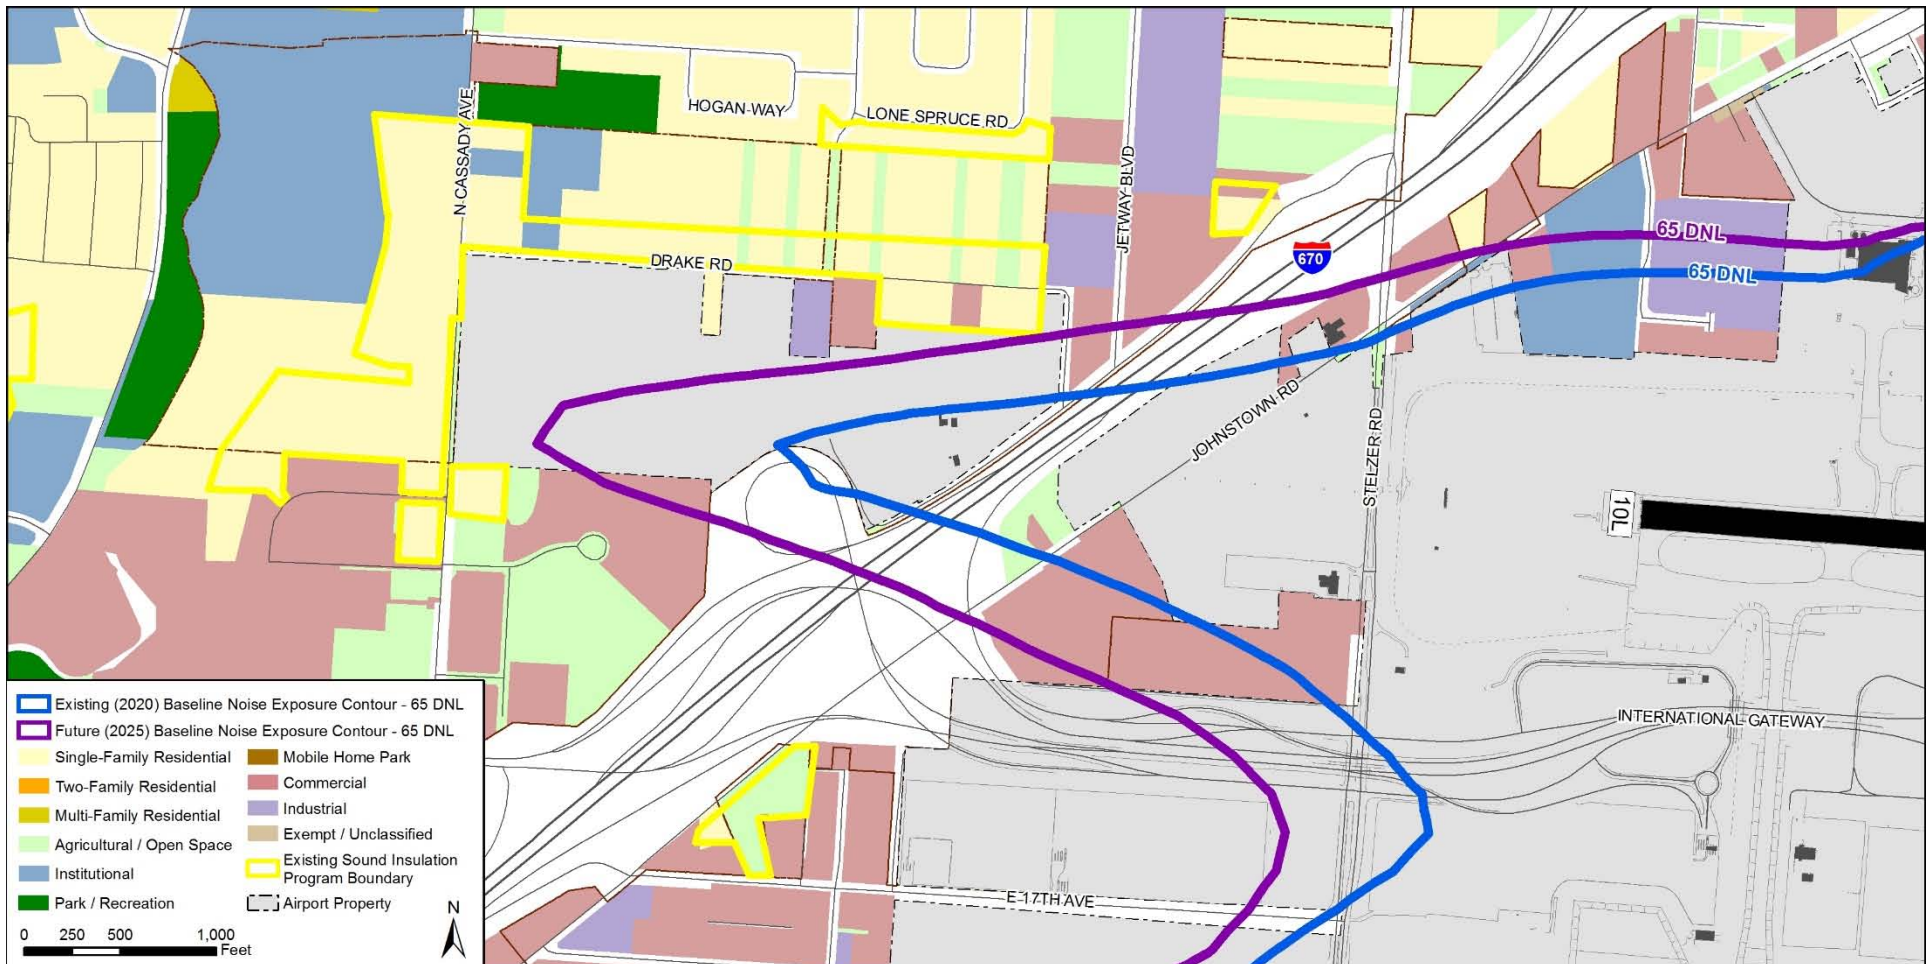 HOGAN WAY
LONE SPRUCE RD
N CASSADY AVE
JETWAY BLVD
DRAKE RD
670
65 DNL
65 DNL
JOHNSTOWN RD
STELZER RD
10L
INTERNATIONAL GATEWAY
E 17TH AVE
Existing (2020) Baseline Noise Exposure Contour - 65 DNL
Future (2025) Baseline Noise Exposure Contour - 65 DNL
Single-Family Residential
Two-Family Residential
Multi-Family Residential
Agricultural / Open Space
Institutional
Park / Recreation
Mobile Home Park
Commercial
Industrial
Exempt / Unclassified
Existing Sound Insulation
Program Boundary
Airport Property
N
0 250 500 1,000
Feet